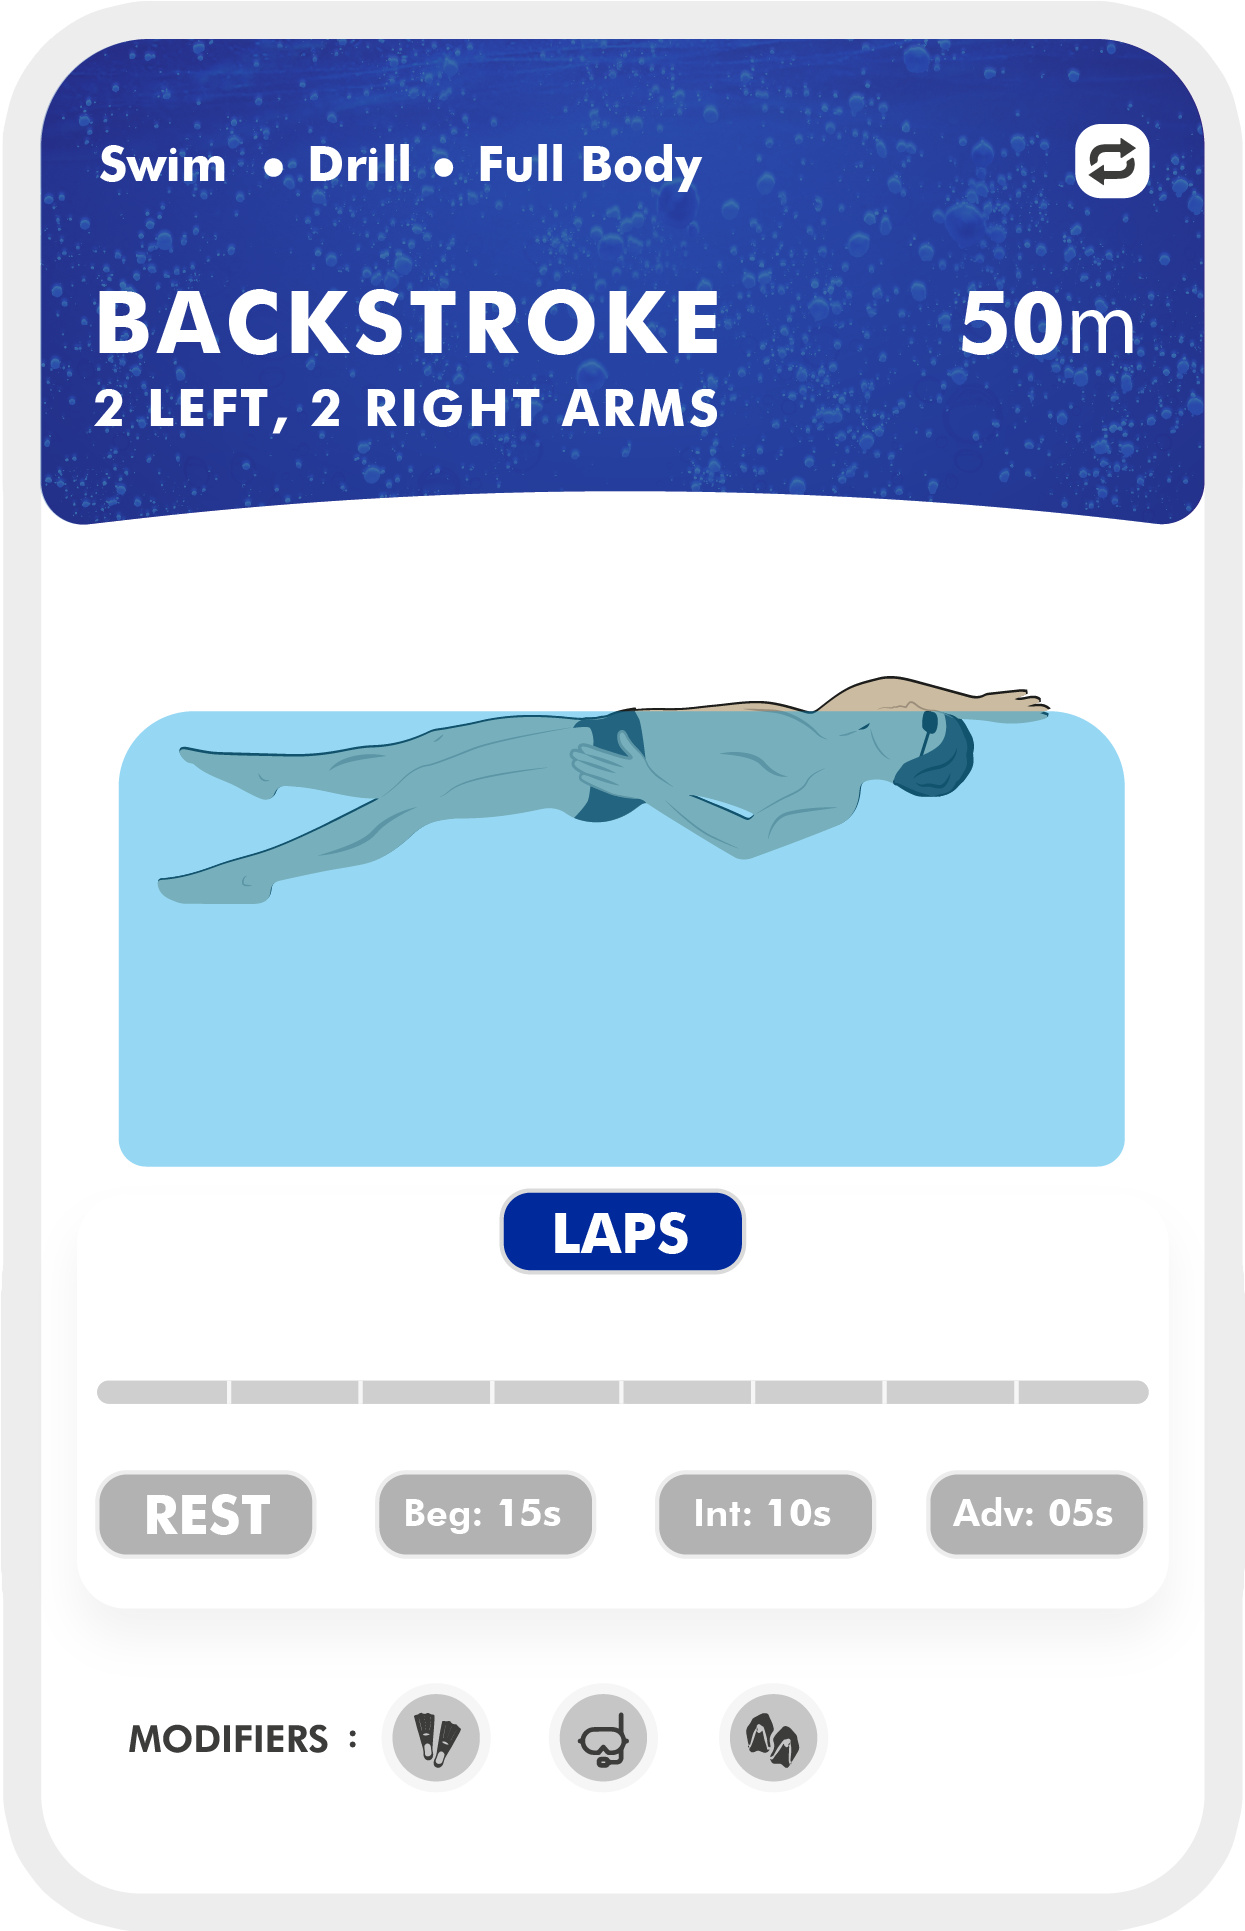 Swim • Drill • Full Body
BACKSTROKE 50m
2 LEFT, 2 RIGHT ARMS
LAPS
REST Beg: 15s Int: 10s Adv: 05s
MODIFIERS :